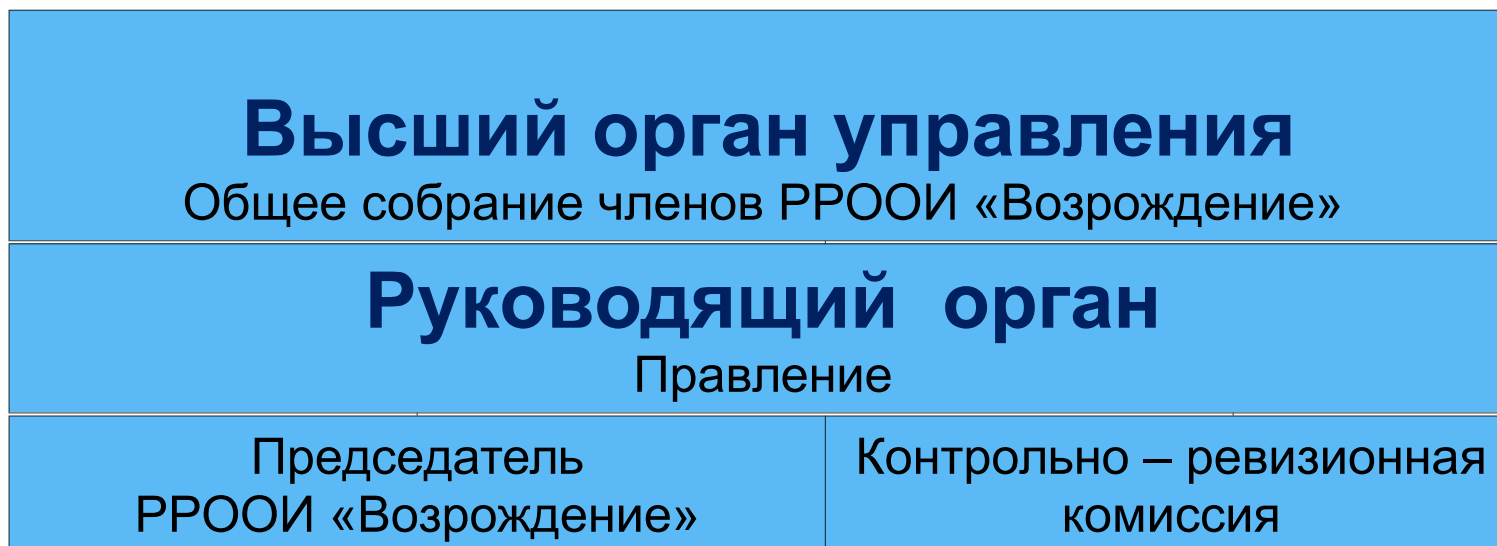 Высший орган управления
Общее собрание членов РРООИ «Возрождение»
Руководящий орган
Правление
Председатель
РРООИ «Возрождение»
Контрольно – ревизионная
комиссия